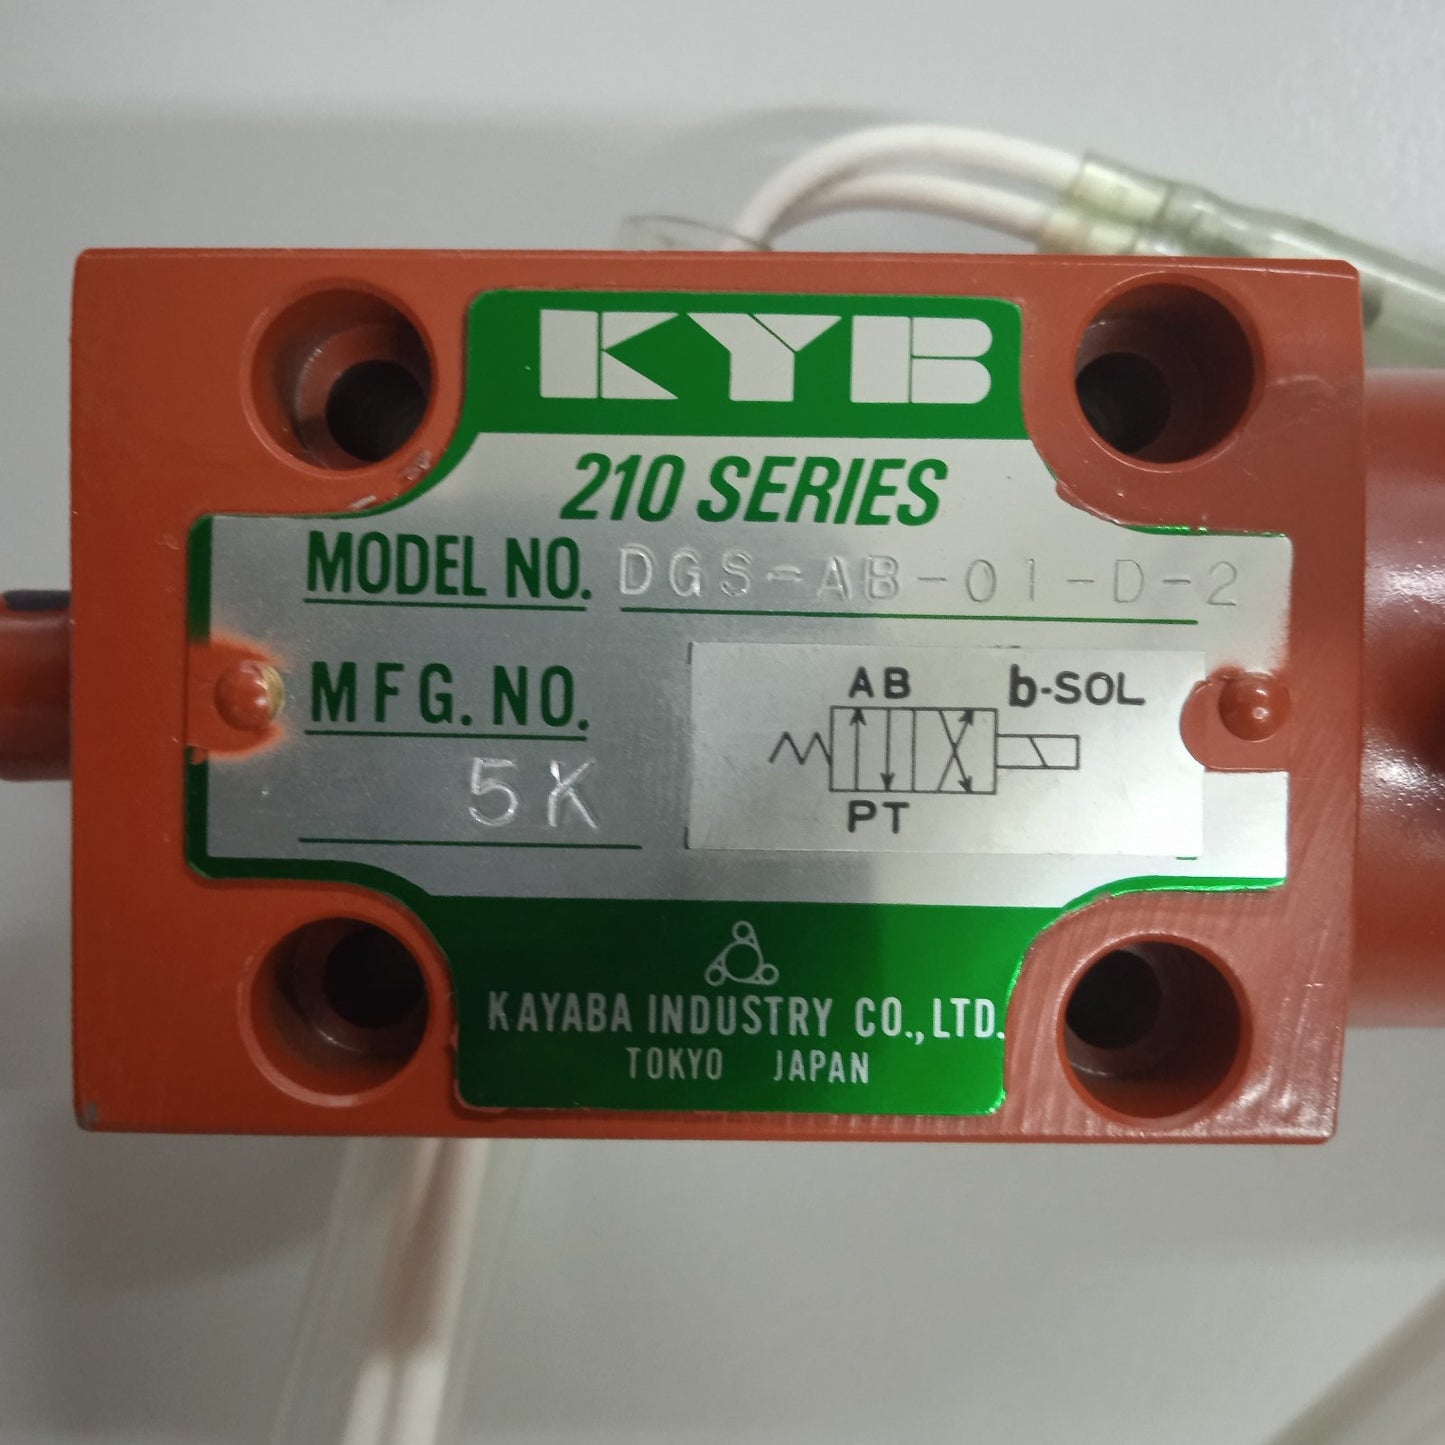 KYB
210 SERIES
MODEL NO. DGS-AB-01-D-2
MFG. NO.
5K
AB b-SOL
PT
KAYABA INDUSTRY CO., LTD.
TOKYO JAPAN